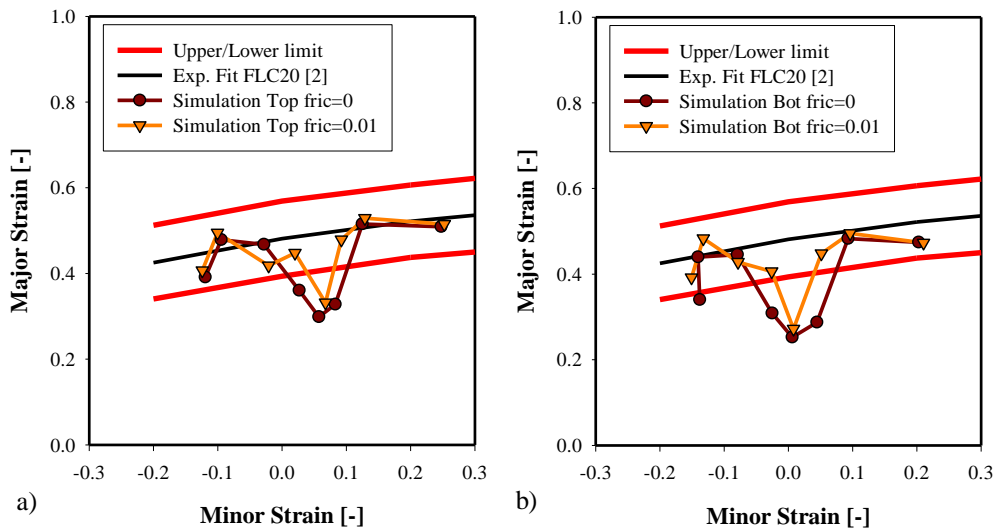 1.0
0.8
0.6
0.4
0.2
0.0
Major Strain [-]
Upper/Lower limit
Exp. Fit FLC20 [2]
Simulation Top fric=0
Simulation Top fric=0.01
-0.3 -0.2 -0.1 0.0 0.1 0.2 0.3
a)
Minor Strain [-]
1.0
0.8
0.6
0.4
0.2
0.0
Major Strain [-]
Upper/Lower limit
Exp. Fit FLC20 [2]
Simulation Bot fric=0
Simulation Bot fric=0.01
-0.3 -0.2 -0.1 0.0 0.1 0.2 0.3
b)
Minor Strain [-]